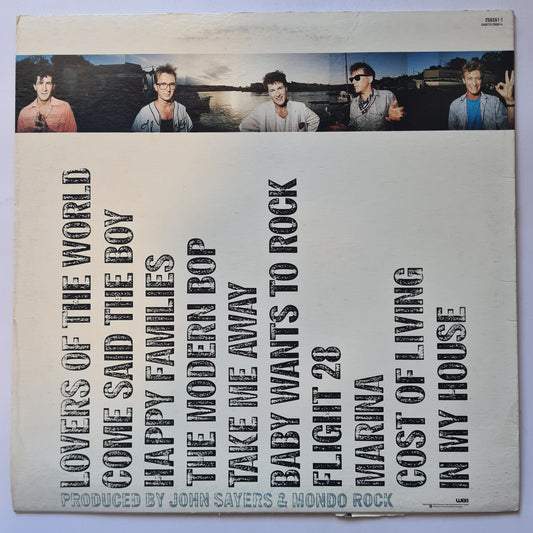 LOVERS OF THE WORLD
COME SAID THE BOY
HAPPY FAMILIES
THE MODERN BOP
TAKE ME AWAY
BABY WANTS TO ROCK
FLIGHT 28
MARINA
COST OF LIVING
IN MY HOUSE
PRODUCED BY JOHN SAYERS & MONDO ROCK
wea